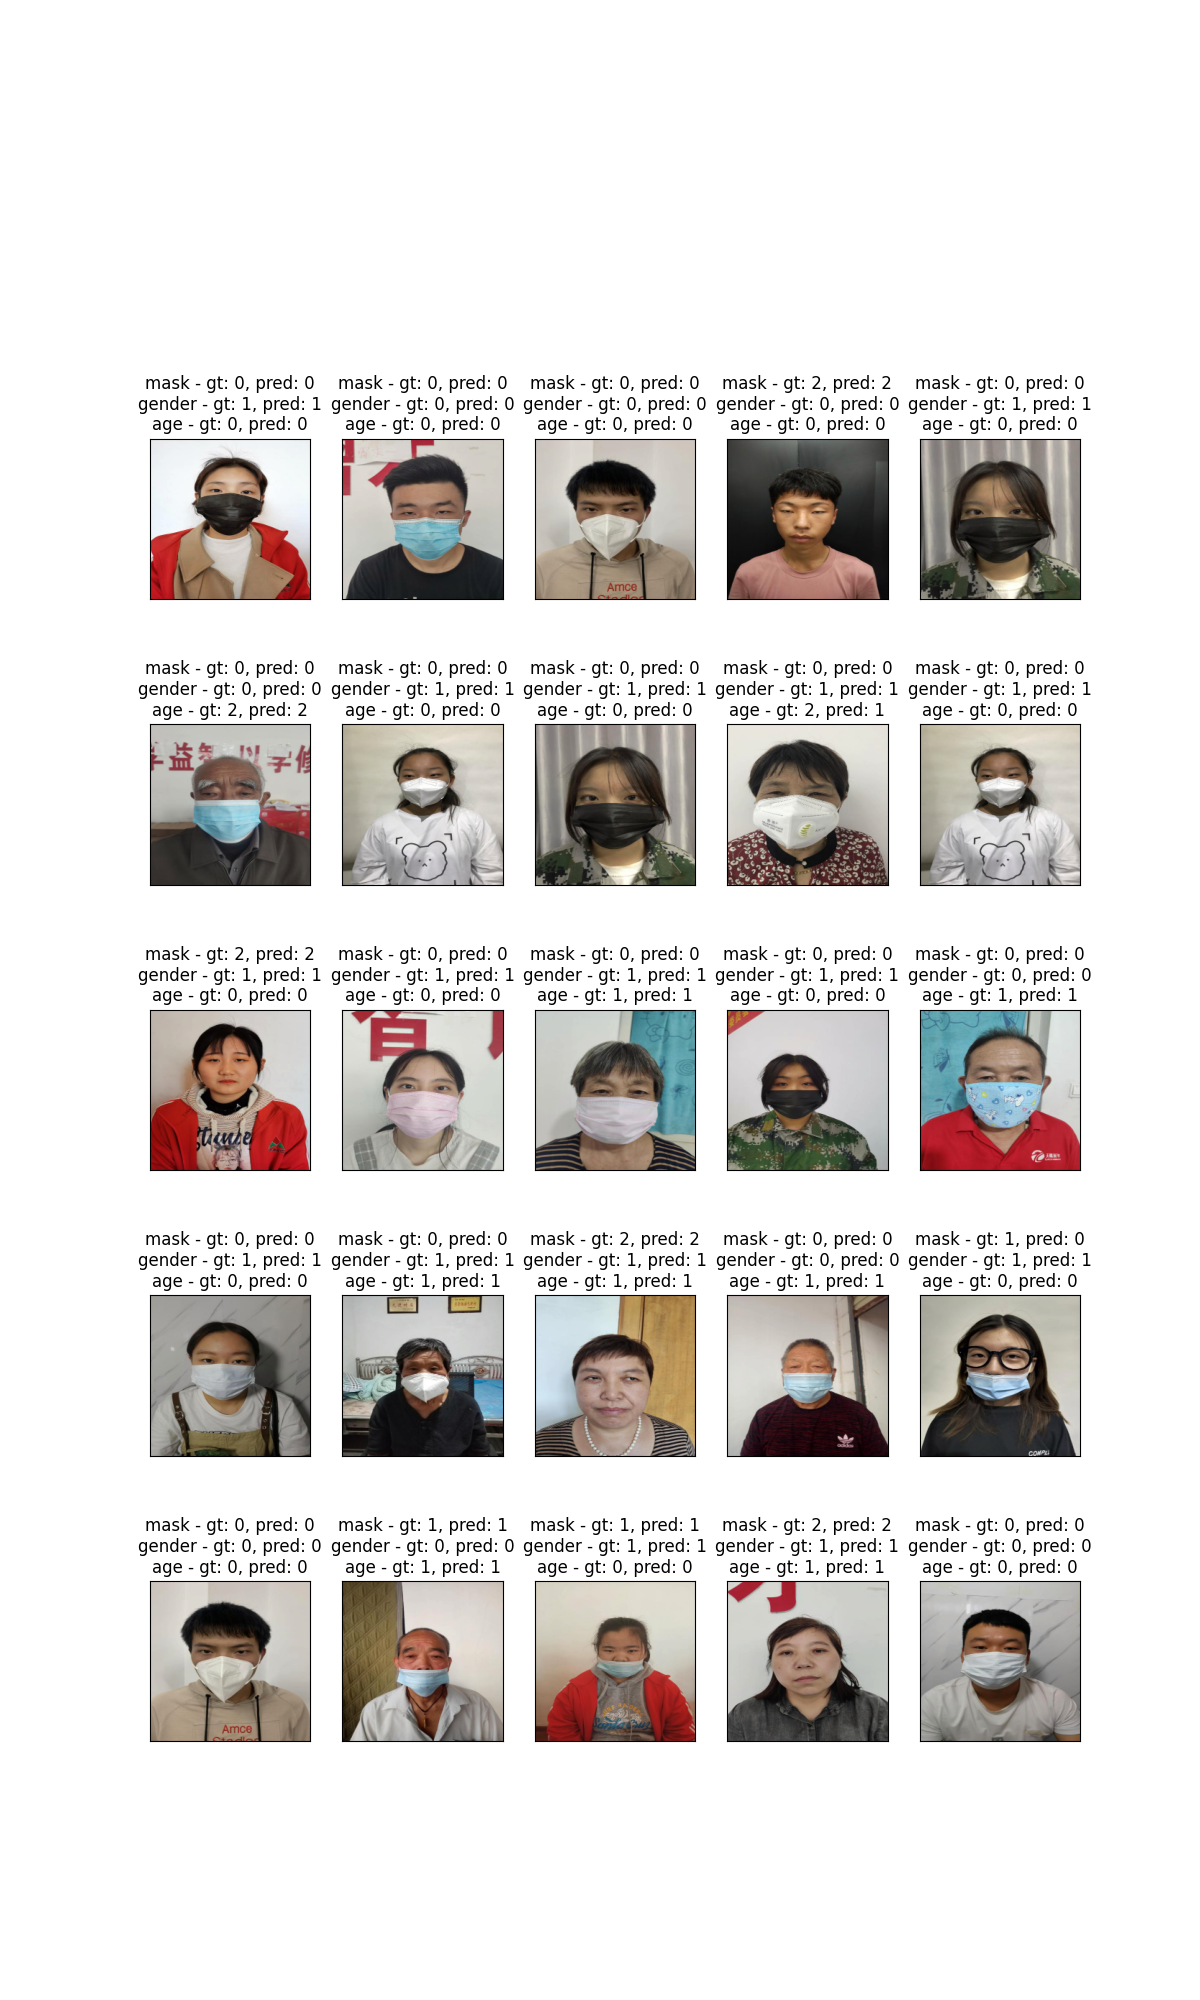 mask - gt: 0, pred: 0
gender - gt: 1, pred: 1
age - gt: 0, pred: 0
mask - gt: 0, pred: 0
gender - gt: 0, pred: 0
age - gt: 0, pred: 0
mask - gt: 0, pred: 0
gender - gt: 0, pred: 0
age - gt: 0, pred: 0
mask - gt: 2, pred: 2
gender - gt: 0, pred: 0
age - gt: 0, pred: 0
mask - gt: 0, pred: 0
gender - gt: 1, pred: 1
age - gt: 0, pred: 0
Amce
mask - gt: 0, pred: 0
gender - gt: 0, pred: 0
age - gt: 2, pred: 2
mask - gt: 0, pred: 0
gender - gt: 1, pred: 1
age - gt: 0, pred: 0
mask - gt: 0, pred: 0
gender - gt: 1, pred: 1
age - gt: 0, pred: 0
mask - gt: 0, pred: 0
gender - gt: 1, pred: 1
age - gt: 2, pred: 1
mask - gt: 0, pred: 0
gender - gt: 1, pred: 1
age - gt: 0, pred: 0
益智以学修
mask - gt: 2, pred: 2
gender - gt: 1, pred: 1
age - gt: 0, pred: 0
mask - gt: 0, pred: 0
gender - gt: 1, pred: 1
age - gt: 0, pred: 0
mask - gt: 0, pred: 0
gender - gt: 1, pred: 1
age - gt: 1, pred: 1
mask - gt: 0, pred: 0
gender - gt: 1, pred: 1
age - gt: 0, pred: 0
mask - gt: 0, pred: 0
gender - gt: 0, pred: 0
age - gt: 1, pred: 1
mask - gt: 0, pred: 0
gender - gt: 1, pred: 1
age - gt: 0, pred: 0
mask - gt: 0, pred: 0
gender - gt: 1, pred: 1
age - gt: 1, pred: 1
mask - gt: 2, pred: 2
gender - gt: 1, pred: 1
age - gt: 1, pred: 1
mask - gt: 0, pred: 0
gender - gt: 0, pred: 0
age - gt: 1, pred: 1
mask - gt: 1, pred: 0
gender - gt: 1, pred: 1
age - gt: 0, pred: 0
adidas
mask - gt: 0, pred: 0
gender - gt: 0, pred: 0
age - gt: 0, pred: 0
mask - gt: 1, pred: 1
gender - gt: 0, pred: 0
age - gt: 1, pred: 1
mask - gt: 1, pred: 1
gender - gt: 1, pred: 1
age - gt: 0, pred: 0
mask - gt: 2, pred: 2
gender - gt: 1, pred: 1
age - gt: 1, pred: 1
mask - gt: 0, pred: 0
gender - gt: 0, pred: 0
age - gt: 0, pred: 0
Amce